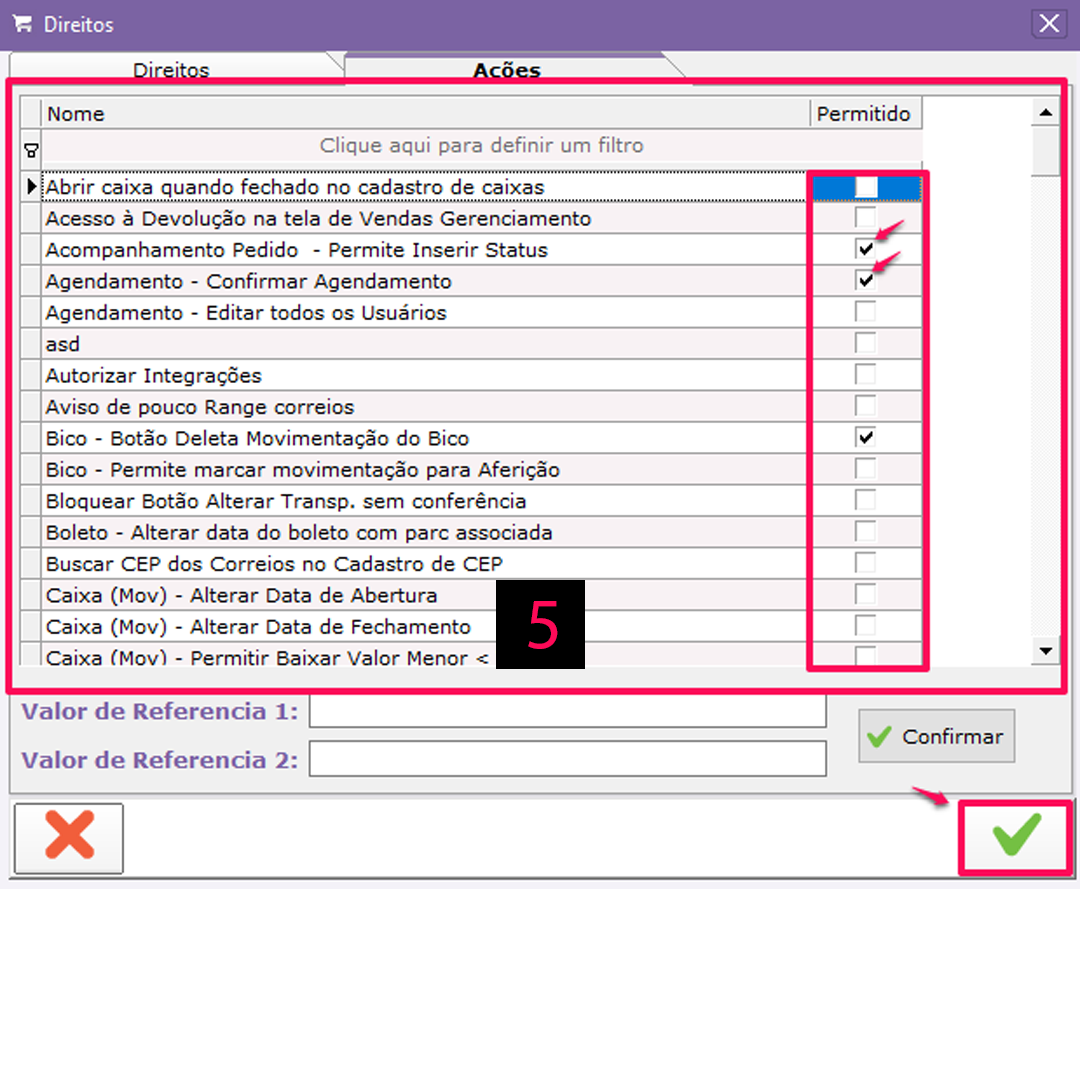 Direitos
Direitos
Ações
Nome
Permitido
Clique aqui para definir um filtro
Abrir caixa quando fechado no cadastro de caixas
Acesso à Devolução na tela de Vendas Gerenciamento
Acompanhamento Pedido  - Permite Inserir Status
Agendamento - Confirmar Agendamento
Agendamento - Editar todos os Usuários
asd
Autorizar Integrações
Aviso de pouco Range correios
Bico - Botão Deleta Movimentação do Bico
Bico - Permite marcar movimentação para Aferição
Bloquear Botão Alterar Transp. sem conferência
Boleto - Alterar data do boleto com parc associada
Buscar CEP dos Correios no Cadastro de CEP
Caixa (Mov) - Alterar Data de Abertura
Caixa (Mov) - Alterar Data de Fechamento
Caixa (Mov) - Permitir Baixar Valor Menor <
5
Valor de Referencia 1:
Valor de Referencia 2:
Confirmar